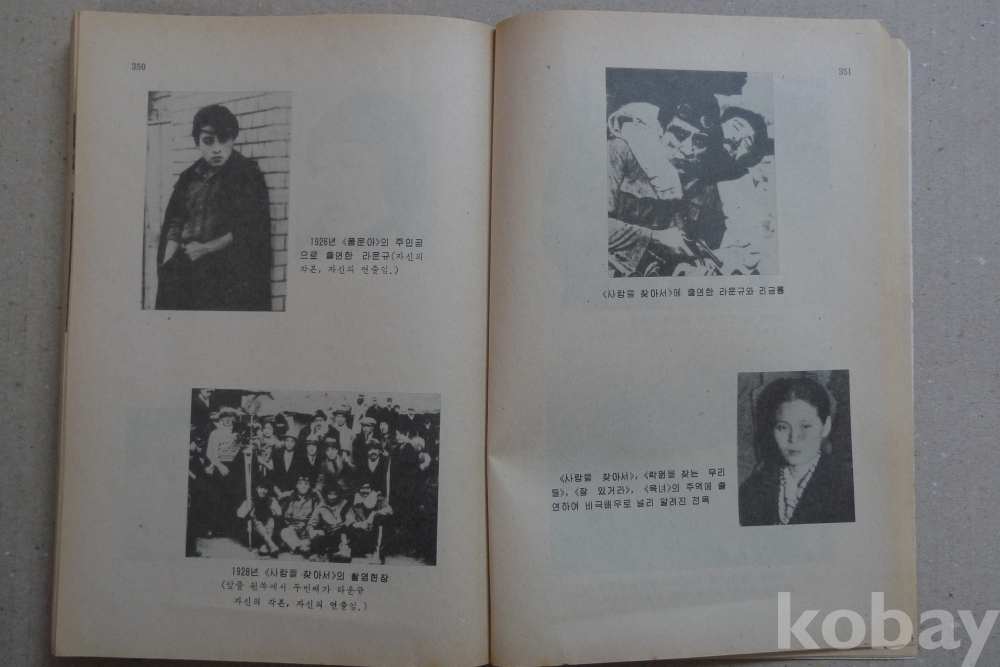 350
1926년 《풍운아》의 주인공
으로 출연한 라운규(자신의
각본, 자신의 연출임.)
1928년 《사랑을 찾아서》의 촬영현장
(앞줄 왼쪽에서 두번째가 라운규
자신의 각본, 자신의 연출임.)
351
《사랑을 찾아서》에 출연한 라운규와 리금룡
《사랑을 찾아서》, 《락원을 찾는 무리
들》, 《잘 있거라》, 《옥녀》의 주역에 출
연하여 비극배우로 널리 알려진 전옥
kobay